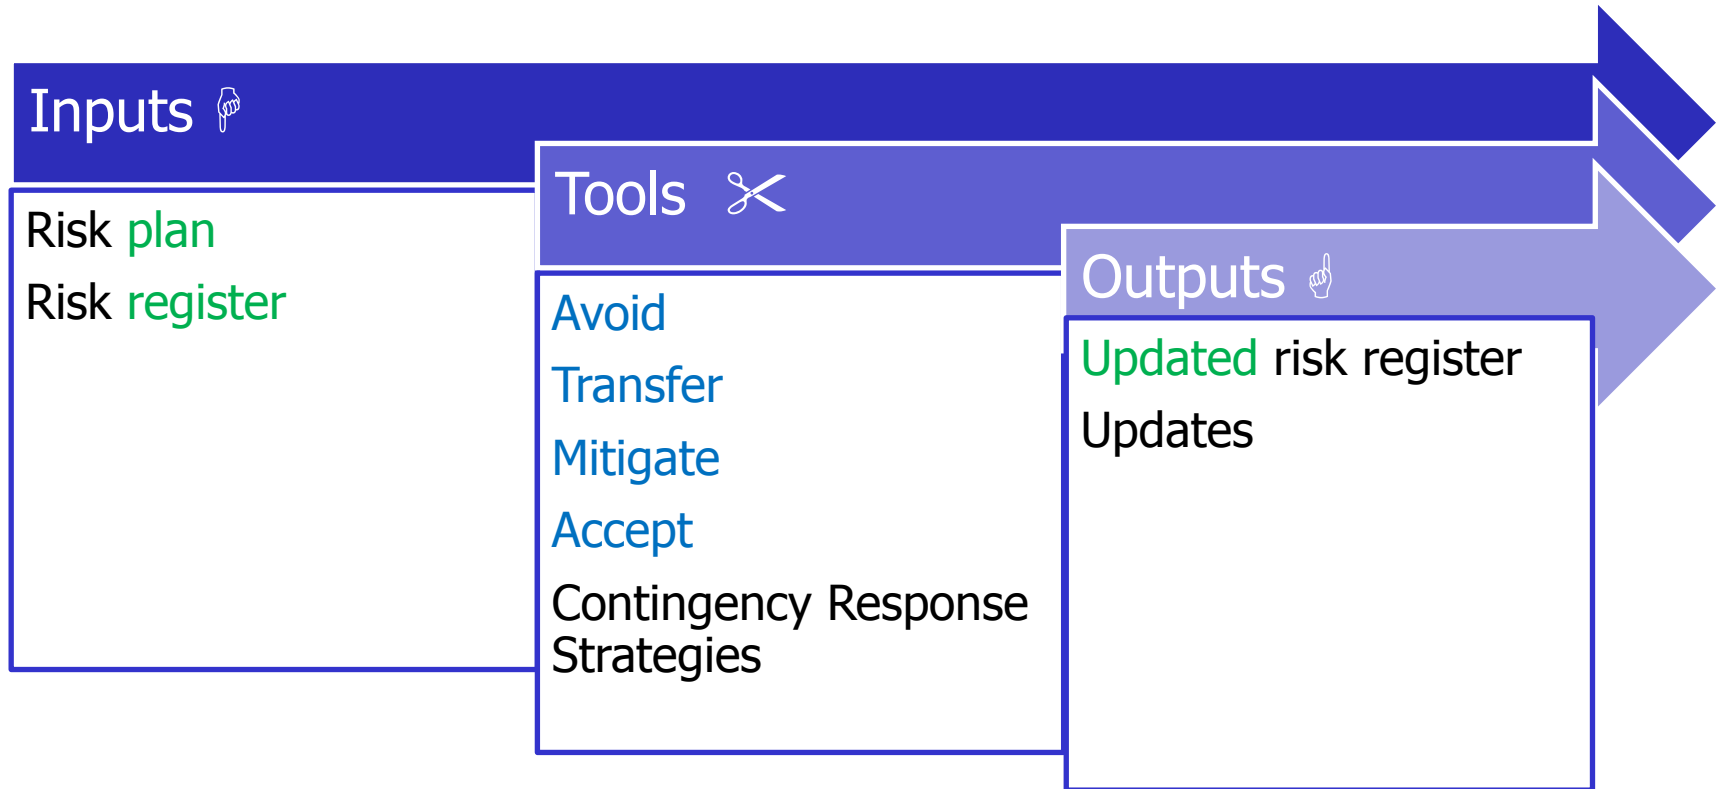 Inputs
Risk plan
Risk register
Tools
Avoid
Transfer
Mitigate
Accept
Contingency Response
Strategies
Outputs
Updated risk register
Updates